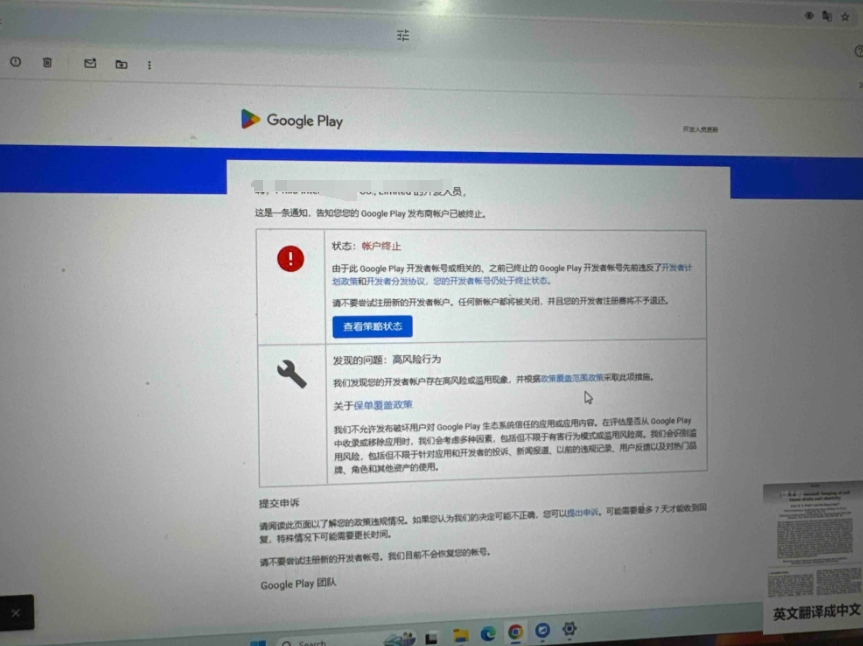 Google Play
Co., Limited 的开发人员,
这是一条通知，告知您您的 Google Play 发布商帐户已被终止。
状态：帐户终止
由于此 Google Play 开发者帐号或相关的、之前已终止的 Google Play 开发者帐号先前违反了开发者计
划政策和开发者分发协议，您的开发者帐号仍处于终止状态。
请不要尝试注册新的开发者帐户。任何新帐户都将被关闭，并且您的开发者注册费将不予退还。
查看策略状态
发现的问题：高风险行为
我们发现您的开发者帐户存在高风险或滥用现象，并根据政策覆盖范围政策采取此项措施。
关于保单覆盖政策
我们不允许发布破坏用户对 Google Play 生态系统信任的应用或应用内容。在评估是否从 Google Play
中收录或移除应用时，我们会考虑多种因素，包括但不限于有害行为模式或滥用风险高。我们会识别滥
用风险，包括但不限于针对应用和开发者的投诉、新闻报道、以前的违规记录、用户反馈以及对热门品
牌、角色和其他资产的使用。
提交申诉
请阅读此页面以了解您的政策违规情况。如果您认为我们的决定可能不正确，您可以提出申诉。可能需要最多 7 天才能收到回
复，特殊情况下可能需要更长时间。
请不要尝试注册新的开发者帐号。我们目前不会恢复您的帐号。
Google Play 团队
英文翻译成中文
Search